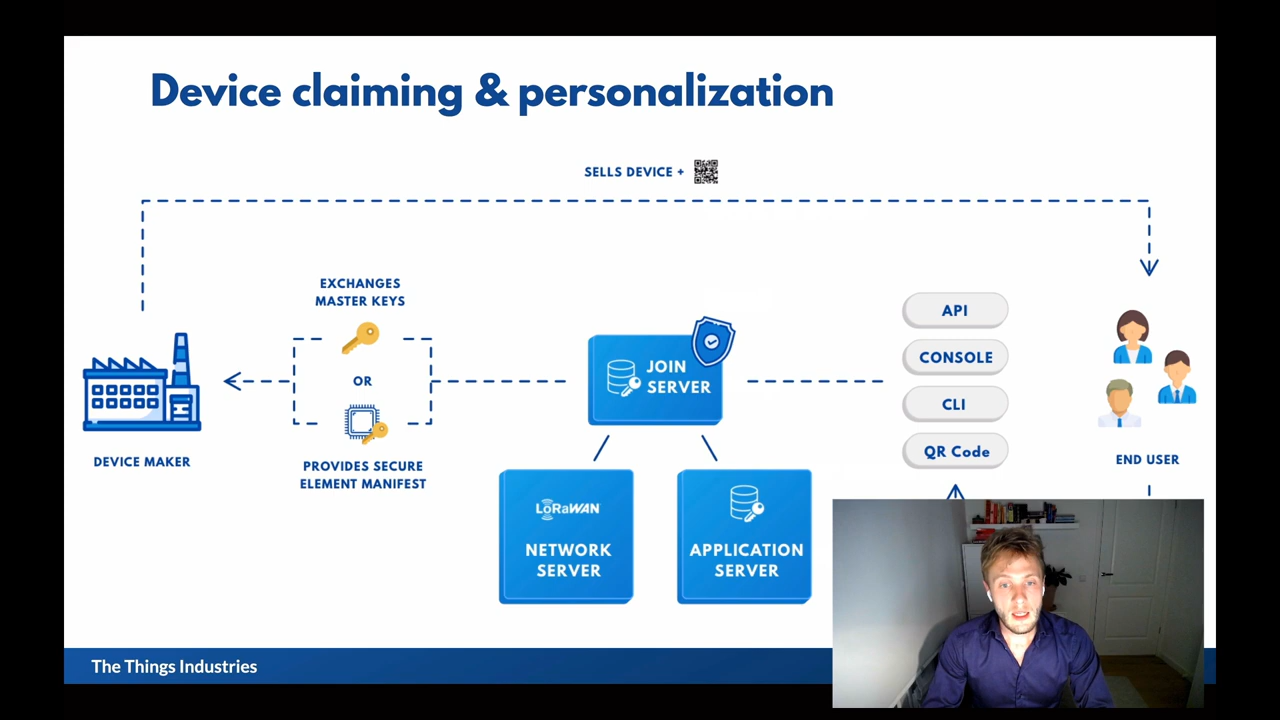 Device claiming & personalization
SELLS DEVICE +
EXCHANGES
MASTER KEYS
OR
PROVIDES SECURE
ELEMENT MANIFEST
DEVICE MAKER
JOIN
SERVER
LoRaWAN
NETWORK
SERVER
APPLICATION
SERVER
API
CONSOLE
CLI
QR Code
END USER
The Things Industries